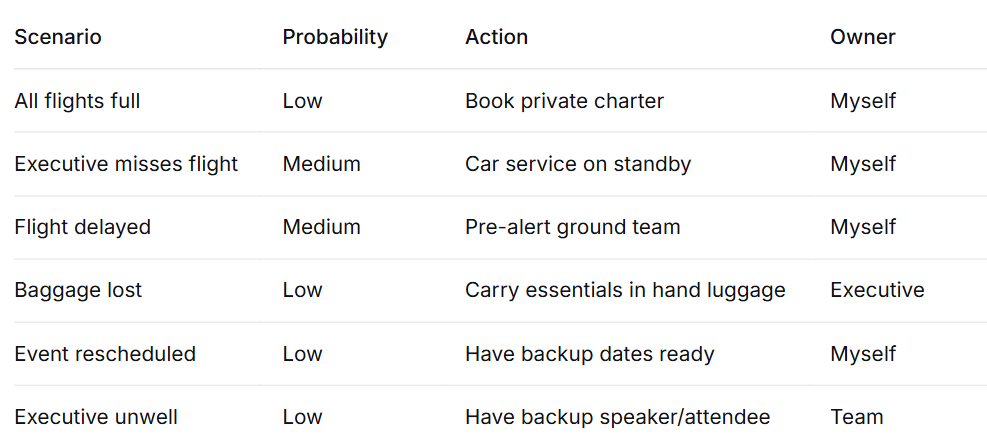 Scenario Probability Action Owner
All flights full Low Book private charter Myself
Executive misses flight Medium Car service on standby Myself
Flight delayed Medium Pre-alert ground team Myself
Baggage lost Low Carry essentials in hand luggage Executive
Event rescheduled Low Have backup dates ready Myself
Executive unwell Low Have backup speaker/attendee Team